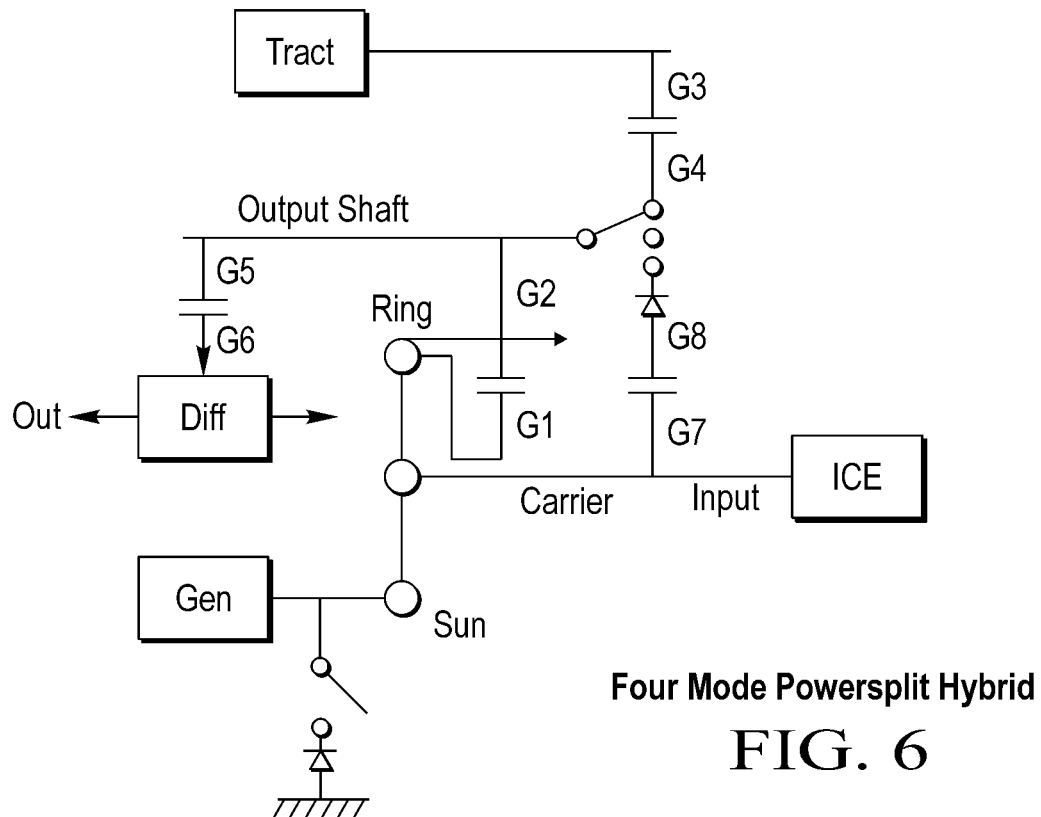 Tract
G3
G4
Output Shaft
G5
G2
Ring
G6
G8
Out
Diff
G1
G7
ICE
Carrier
Input
Gen
Sun
Four Mode Powersplit Hybrid
FIG. 6